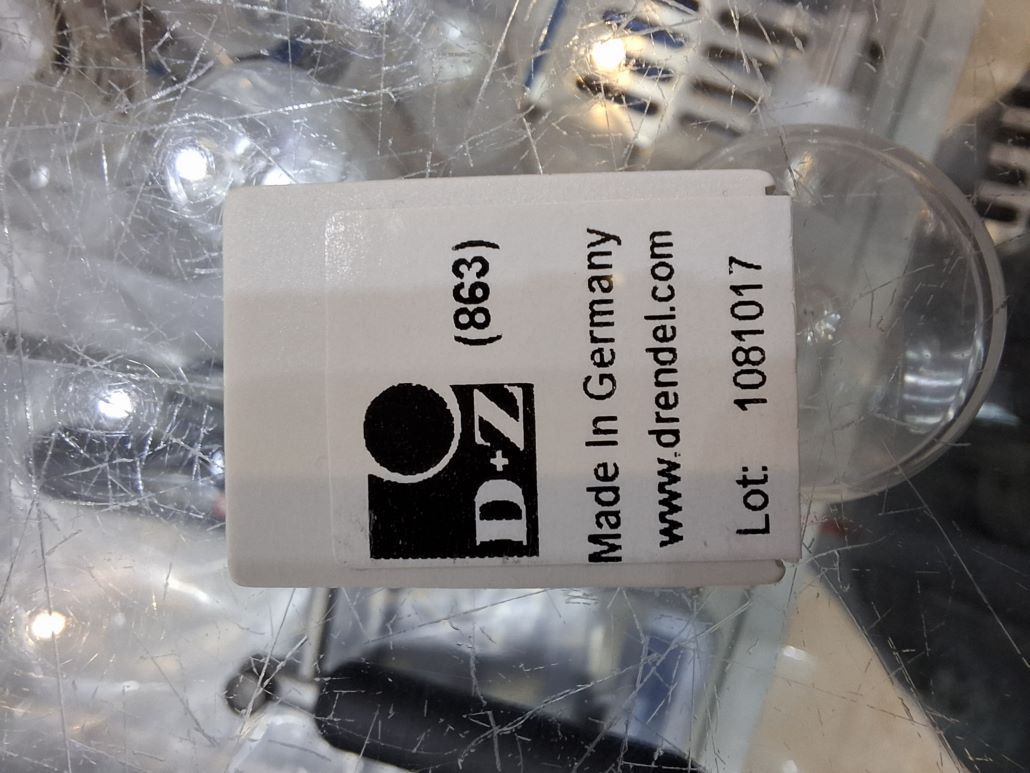 D+Z
(863)
Made In Germany
www.drendel.com
Lot: 1081017